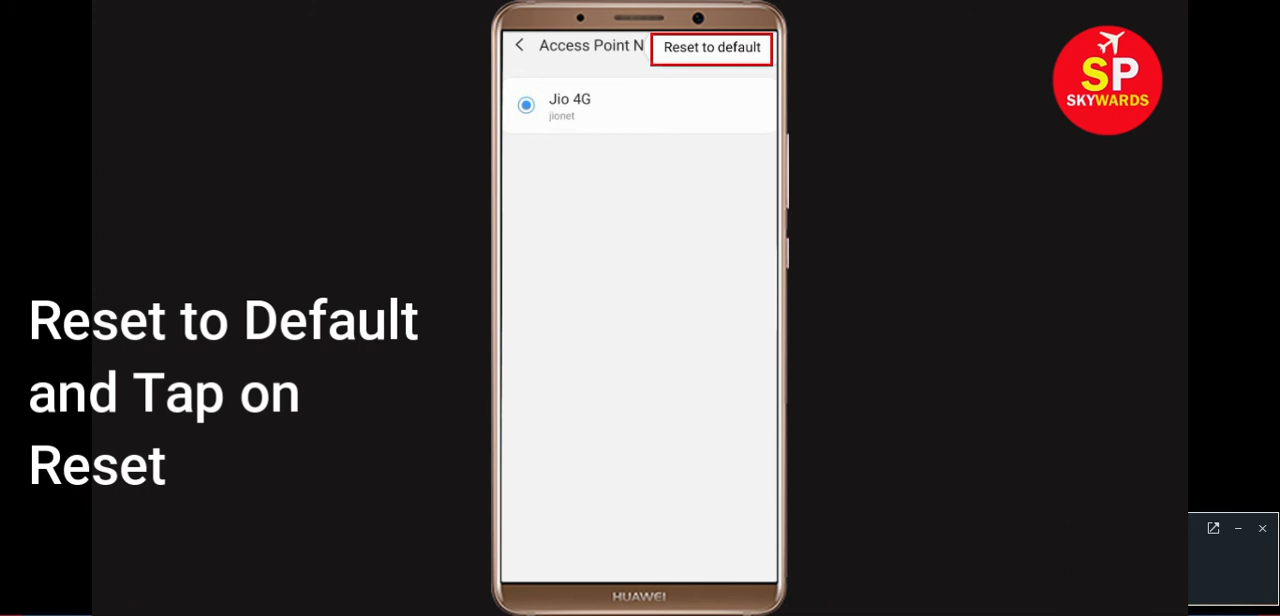 Access Point N
Reset to default
Jio 4G
jionet
SP
SKYWARDS
Reset to Default
and Tap on
Reset
HUAWEI